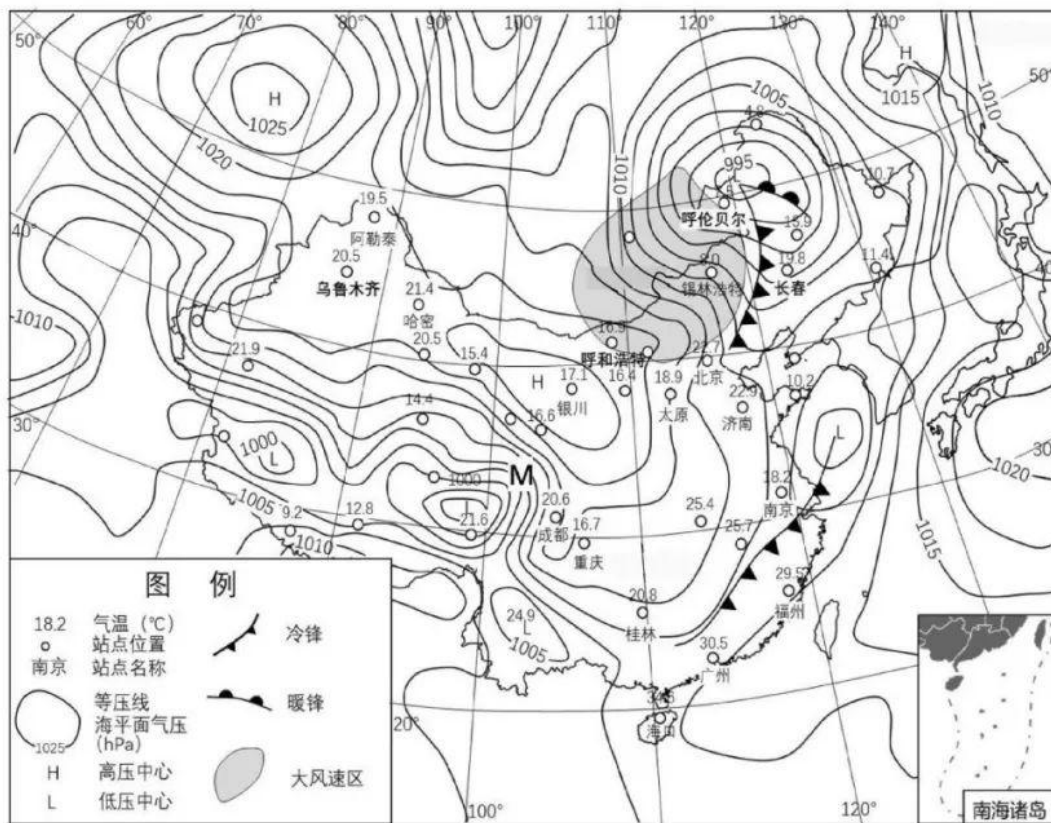 80° 90° 100° 110° 120° 130° 140°
50° 60° 70°
H
H 1015
50°
1010
1005
1025
4.8
1020
995
1010
10.7
19.5
阿勒泰
呼伦贝尔
15.9
40°
20.5
乌鲁木齐
8.0
锡林浩特
19.8
长春
11.4
40
21.4
哈密
1010
20.5
16.9
呼和浩特
22.7
北京
21.9
15.4
H
17.1
银川
16.4
18.9
太原
22.9
济南
10.2
14.4
16.6
30°
L
30
1000
L
M
1020
1000
1005
20.6
成都
18.2
南京
9.2
12.8
21.6
16.7
重庆
25.4
25.7
1010
1015
24.9
L
1005
20.8
桂林
29.5
福州
30.5
广州
海口
20°
100°
120°
图 例
18.2 气温(℃)
站点位置
南京 站点名称
冷锋
等压线
海平面气压
(hPa)
1025
暖锋
H 高压中心
L 低压中心
大风速区
南海诸岛